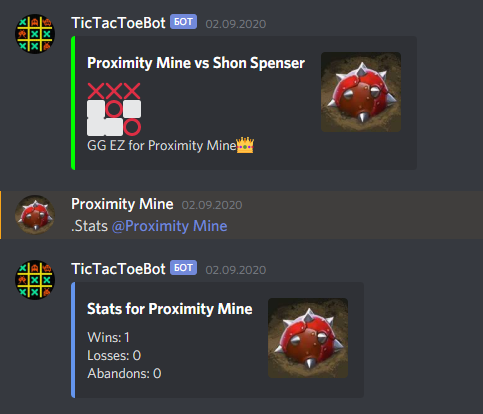 TicTacToeBot БОТ 02.09.2020
Proximity Mine vs Shon Spenser
❌❌❌
⬜⭕⬜
⬜⬜⭕
GG EZ for Proximity Mine👑
Proximity Mine 02.09.2020
.Stats @Proximity Mine
TicTacToeBot БОТ 02.09.2020
Stats for Proximity Mine
Wins: 1
Losses: 0
Abandons: 0